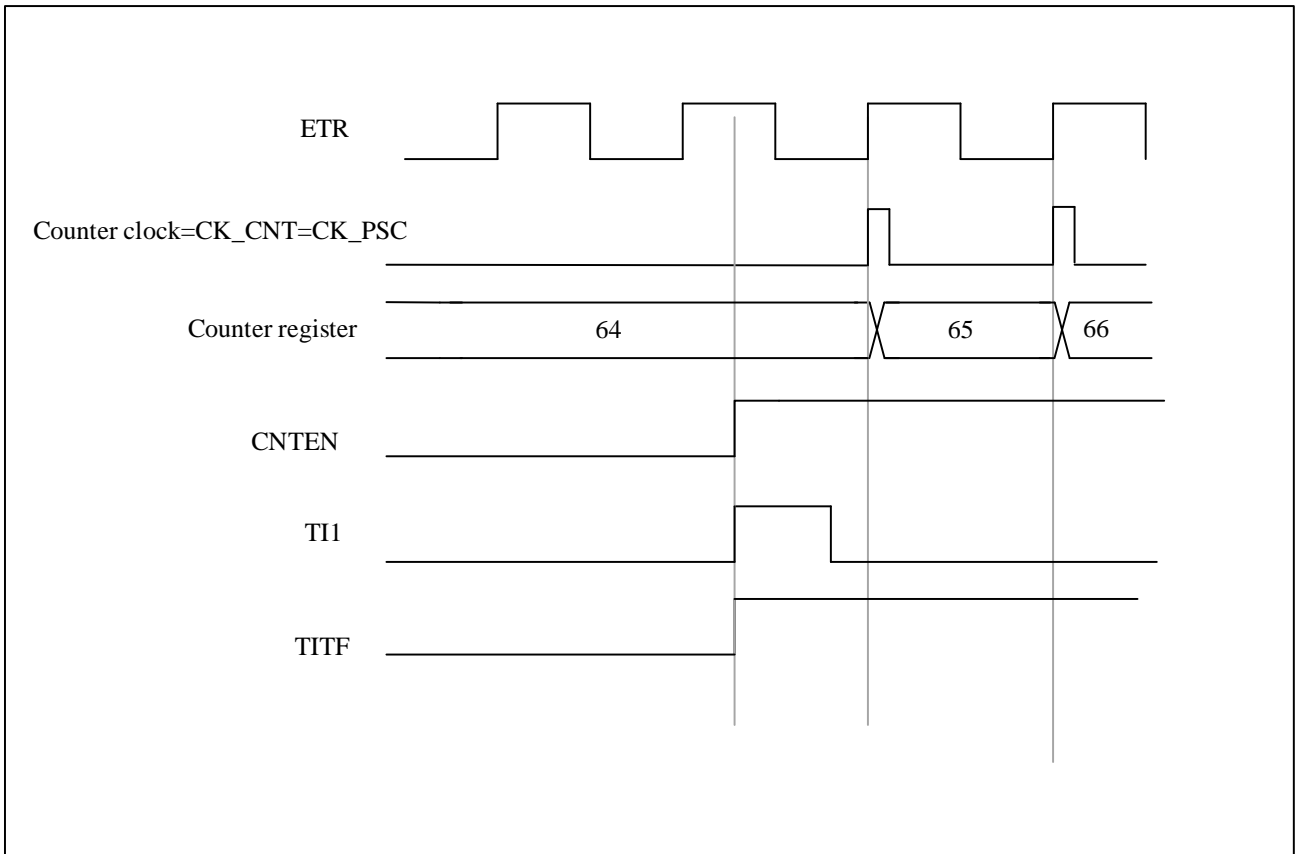 ETR
Counter clock=CK_CNT=CK_PSC
Counter register
64
65
66
CNTEN
TI1
TITF